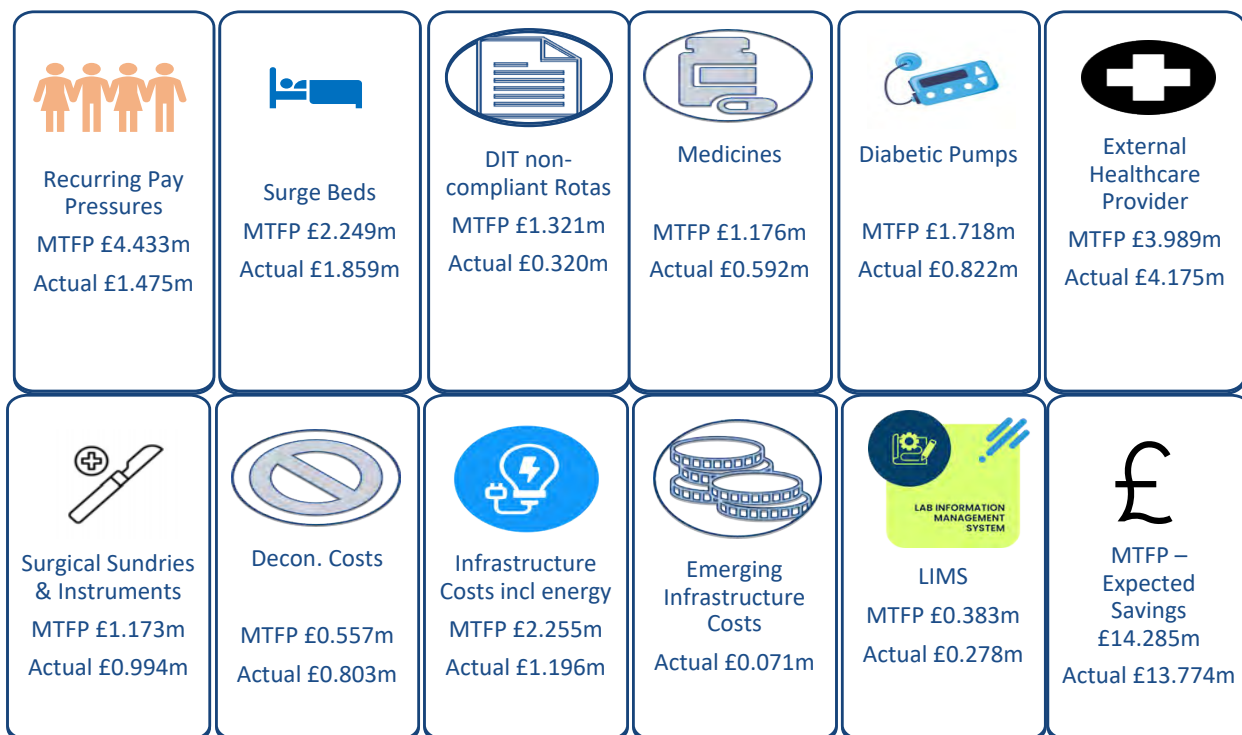 Recurring Pay
Pressures
MTFP £4.433m
Actual £1.475m
Surge Beds
MTFP £2.249m
Actual £1.859m
DIT non-
compliant Rotas
MTFP £1.321m
Actual £0.320m
Medicines
MTFP £1.176m
Actual £0.592m
Diabetic Pumps
MTFP £1.718m
Actual £0.822m
External
Healthcare
Provider
MTFP £3.989m
Actual £4.175m
Surgical Sundries
& Instruments
MTFP £1.173m
Actual £0.994m
Decon. Costs
MTFP £0.557m
Actual £0.803m
Infrastructure
Costs incl energy
MTFP £2.255m
Actual £1.196m
Emerging
Infrastructure
Costs
Actual £0.071m
LAB INFORMATION
MANAGEMENT
SYSTEM
LIMS
MTFP £0.383m
Actual £0.278m
£
MTFP –
Expected
Savings
£14.285m
Actual £13.774m